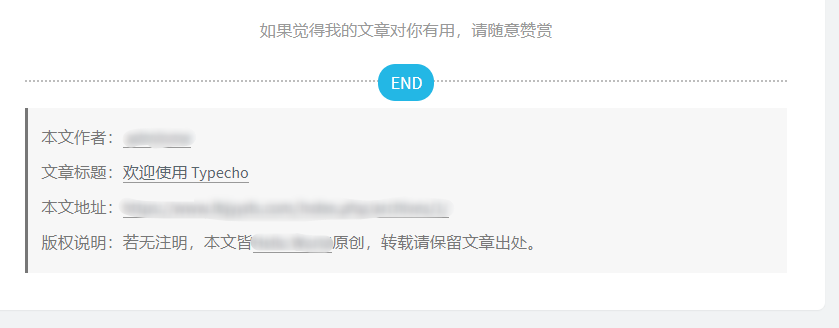 如果觉得我的文章对你有用，请随意赞赏
END
本文作者：
文章标题：欢迎使用 Typecho
本文地址：
版权说明：若无注明，本文皆原创，转载请保留文章出处。